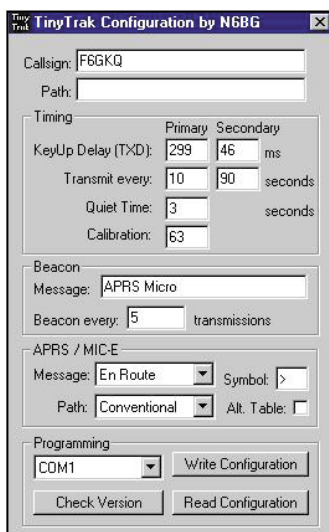 Tiny Trak TinyTrak Configuration by N6BG
Callsign: F6GKQ
Path:
Timing
Primary Secondary
KeyUp Delay (TXD): 299 46 ms
Transmit every: 10 90 seconds
Quiet Time: 3 seconds
Calibration: 63
Beacon
Message: APRS Micro
Beacon every: 5 transmissions
APRS / MIC-E
Message: En Route Symbol: >
Path: Conventional Alt. Table:
Programming
COM1 Write Configuration
Check Version Read Configuration